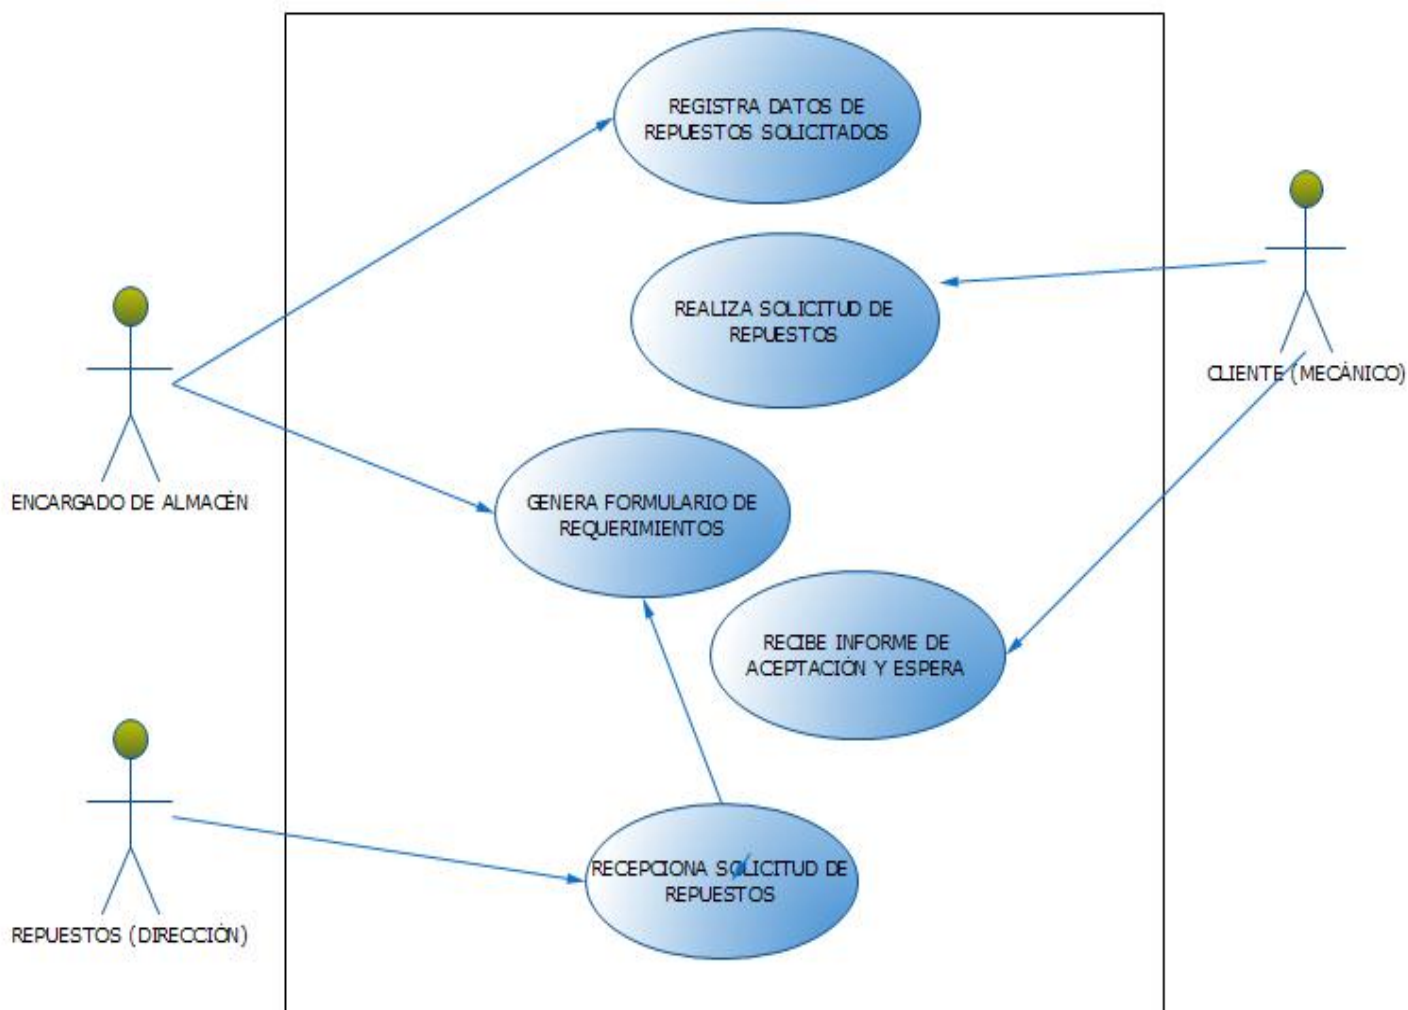 REGISTRA DATOS DE
REPUESTOS SOLICITADOS
REALIZA SOLICITUD DE
REPUESTOS
CLIENTE (MECÁNICO)
ENCARGADO DE ALMACÉN
GENERA FORMULARIO DE
REQUERIMIENTOS
RECIBE INFORME DE
ACEPTACIÓN Y ESPERA
RECEPCIONA SOLICITUD DE
REPUESTOS
REPUESTOS (DIRECCIÓN)